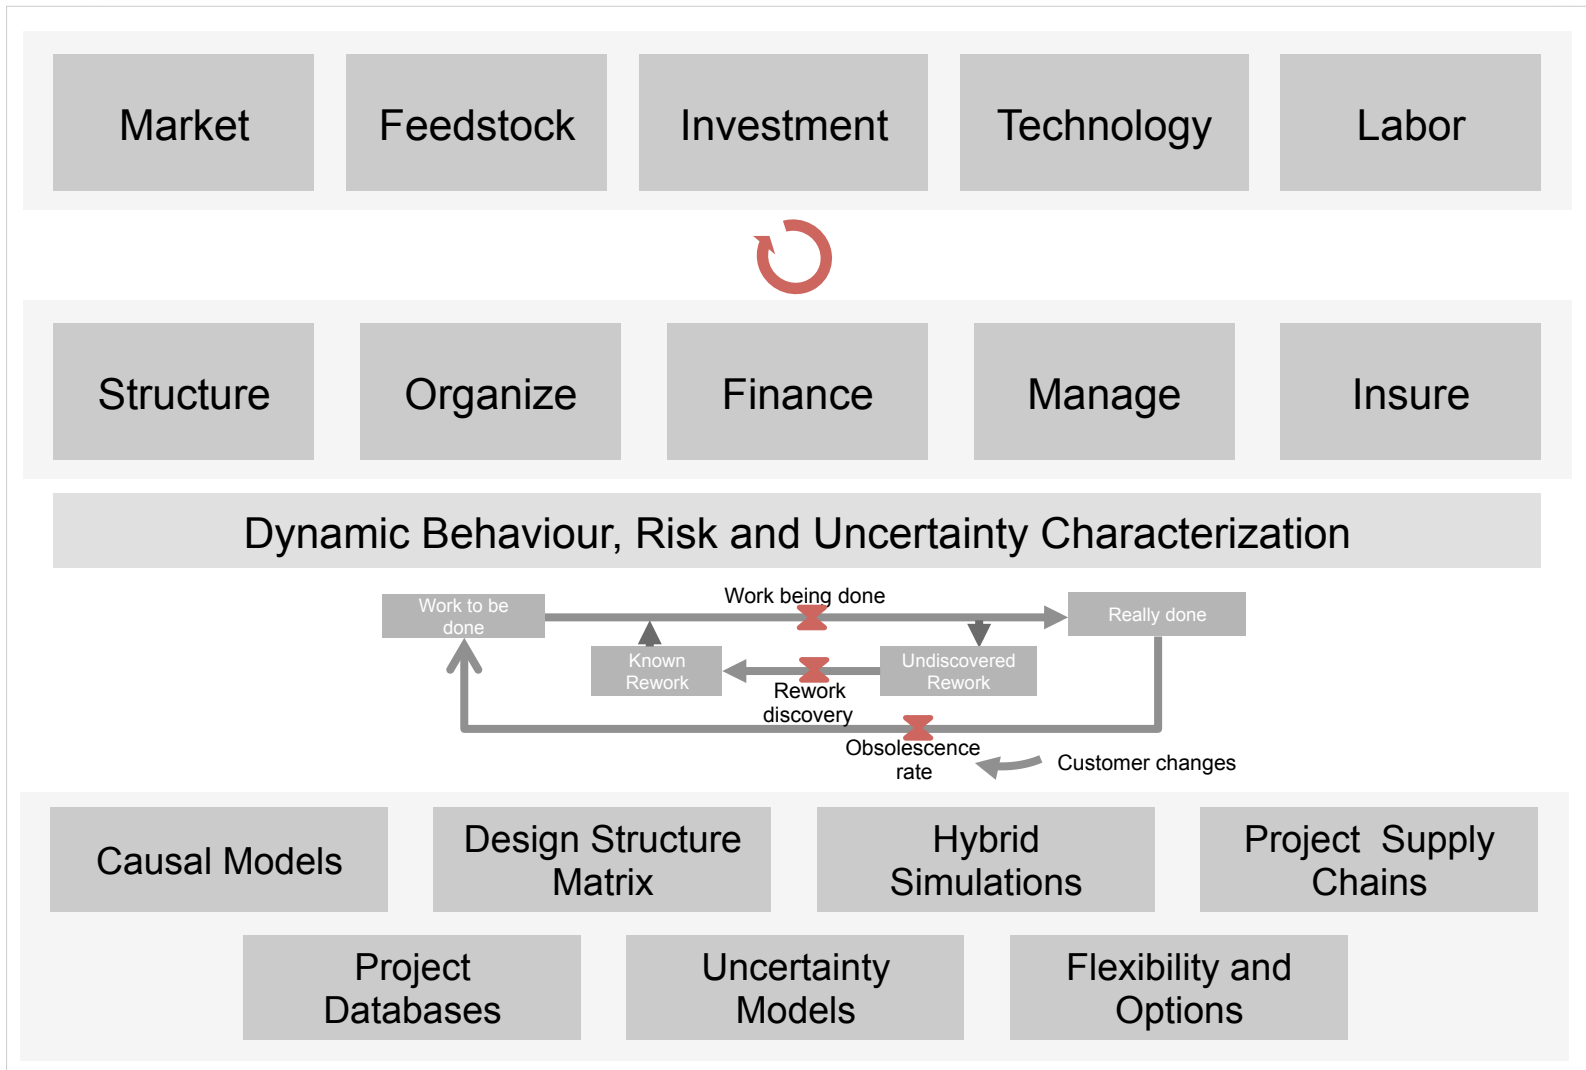 Market
Feedstock
Investment
Technology
Labor
Structure
Organize
Finance
Manage
Insure
Dynamic Behaviour, Risk and Uncertainty Characterization
Work to be
done
Work being done
Really done
Known
Rework
Undiscovered
Rework
Rework
discovery
Obsolescence
rate
Customer changes
Causal Models
Design Structure
Matrix
Hybrid
Simulations
Project Supply
Chains
Project
Databases
Uncertainty
Models
Flexibility and
Options